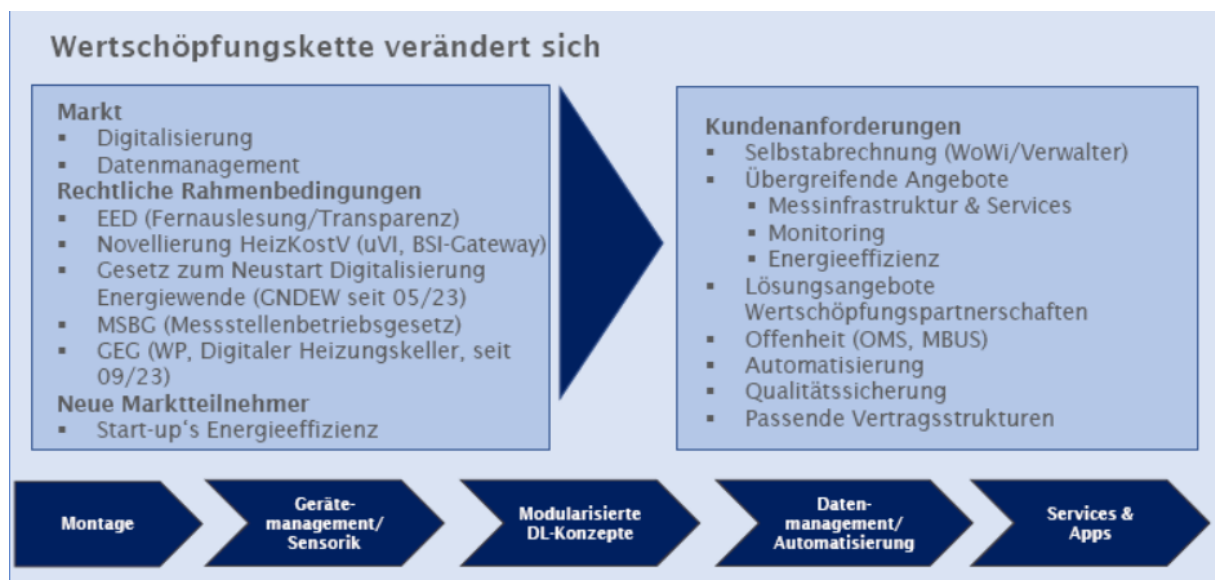 Wertschöpfungskette verändert sich
Markt
▪ Digitalisierung
▪ Datenmanagement
Rechtliche Rahmenbedingungen
▪ EED (Fernauslesung/Transparenz)
▪ Novellierung HeizKostV (uVI, BSI-Gateway)
▪ Gesetz zum Neustart Digitalisierung
Energiewende (GNDEW seit 05/23)
▪ MSBG (Messstellenbetriebsgesetz)
▪ GEG (WP, Digitaler Heizungskeller, seit
09/23)
Neue Marktteilnehmer
▪ Start-up‘s Energieeffizienz
Kundenanforderungen
▪ Selbstabrechnung (WoWi/Verwalter)
▪ Übergreifende Angebote
▪ Messinfrastruktur & Services
▪ Monitoring
▪ Energieeffizienz
▪ Lösungsangebote
Wertschöpfungspartnerschaften
▪ Offenheit (OMS, MBUS)
▪ Automatisierung
▪ Qualitätssicherung
▪ Passende Vertragsstrukturen
Montage
Geräte-
management/
Sensorik
Modularisierte
DL-Konzepte
Daten-
management/
Automatisierung
Services &
Apps